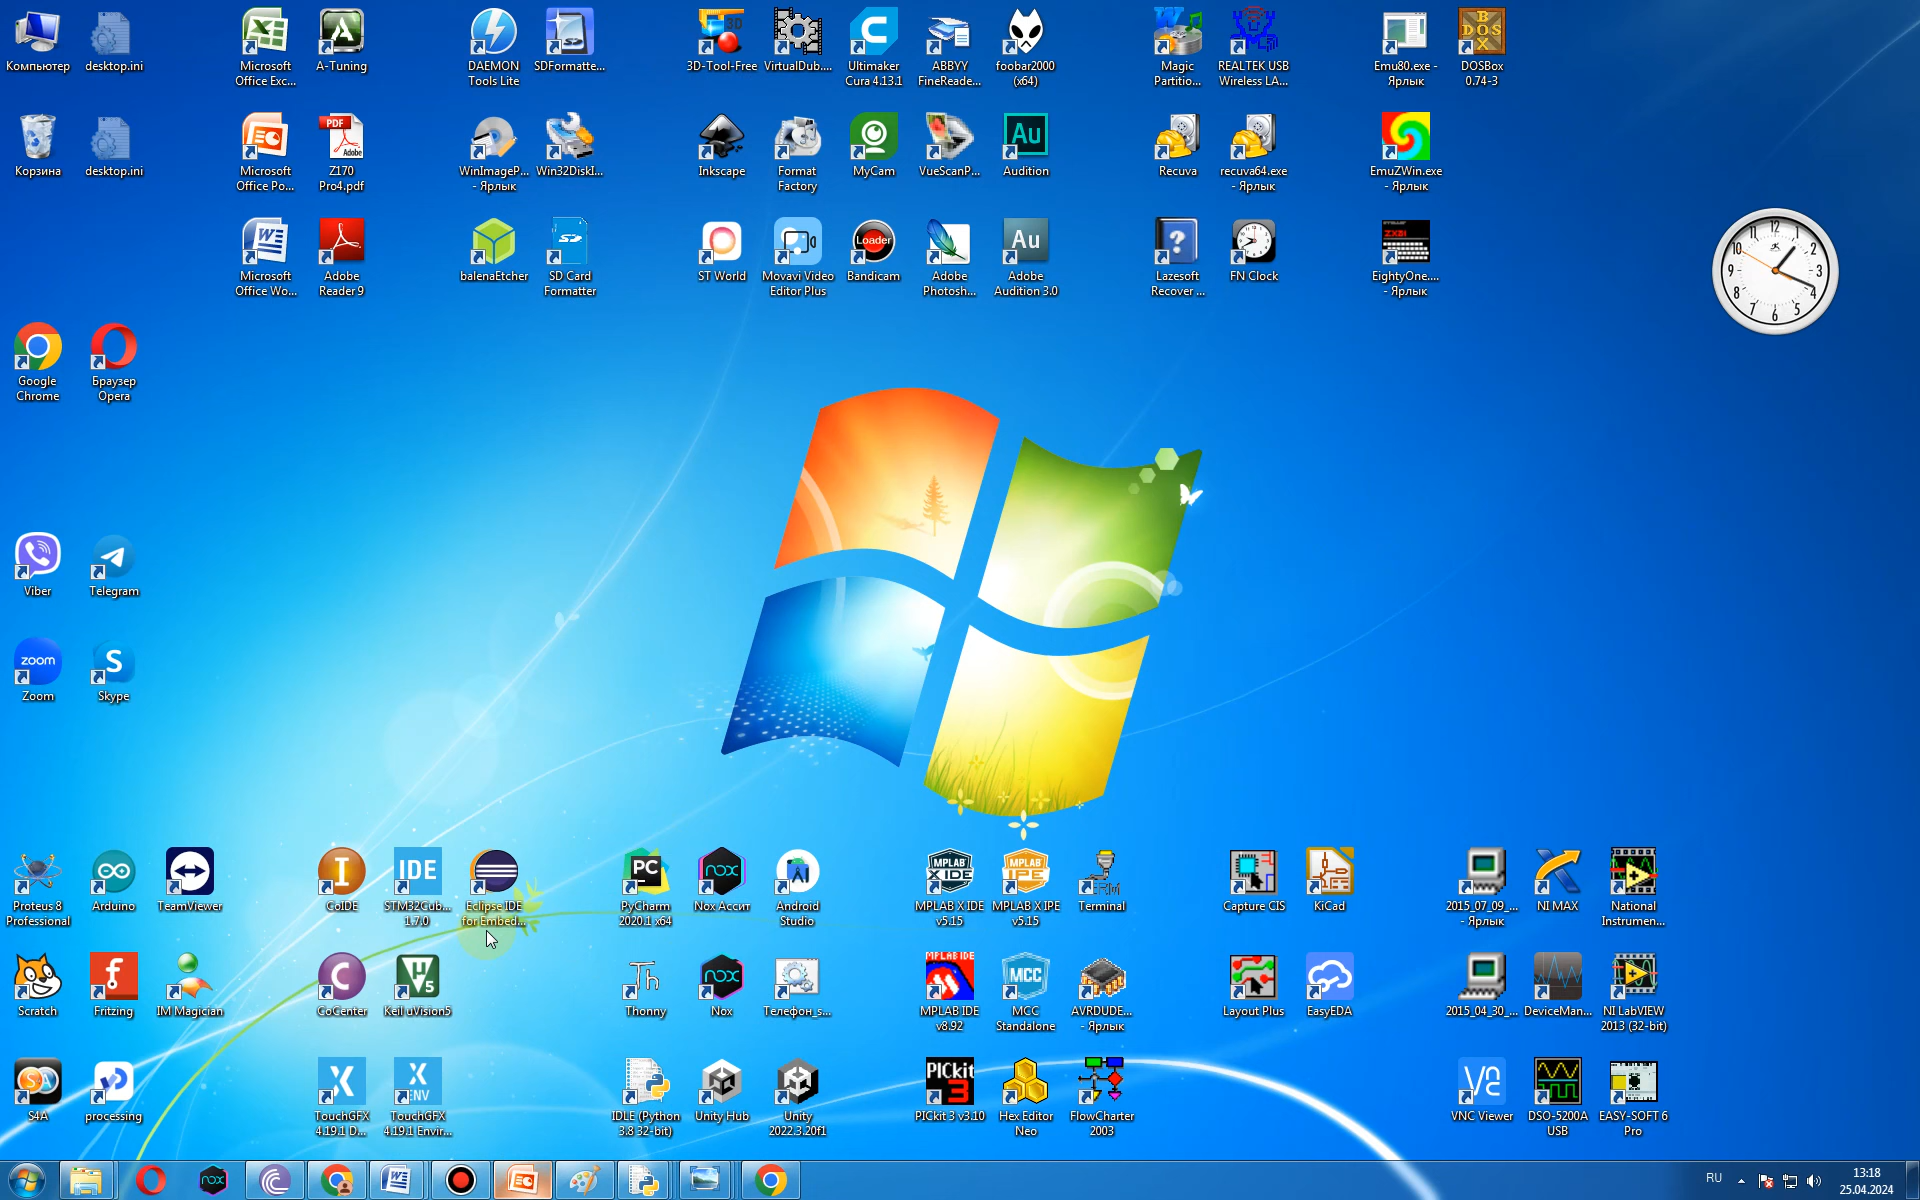 Компьютер
desktop.ini
Microsoft Office Exc...
A-Tuning
DAEMON Tools Lite
SDFormatte...
3D-Tool-Free
VirtualDub....
Ultimaker Cura 4.13.1
ABBYY FineReade...
foobar2000 (x64)
Magic Partitio...
REALTEK USB Wireless LA...
Emu80.exe - Ярлык
DOSBox 0.74-3
Корзина
desktop.ini
Microsoft Office Po...
Z170 Pro4.pdf
WinImageP... - Ярлык
Win32DiskI...
Inkscape
Format Factory
MyCam
VueScanP...
Audition
Recuva
recuva64.exe - Ярлык
EmuZWin.exe - Ярлык
Microsoft Office Wo...
Adobe Reader 9
balenaEtcher
SD Card Formatter
ST World
Movavi Video Editor Plus
Bandicam
Adobe Photosh...
Adobe Audition 3.0
Lazesoft Recover ...
FN Clock
EightyOne.... - Ярлык
Google Chrome
Браузер Opera
Viber
Telegram
Zoom
Skype
Proteus 8 Professional
Arduino
TeamViewer
CoIDE
STM32Cub... 1.7.0
Eclipse IDE for Embed...
PyCharm 2020.1 x64
Nox Ассит
Android Studio
MPLAB X IDE v5.15
MPLAB X IPE v5.15
Terminal
Capture CIS
KiCad
2015_07_09_... - Ярлык
NI MAX
National Instrumen...
Scratch
Fritzing
IM Magician
CoCenter
Keil uVision5
Thonny
Nox
Телефон_s...
MPLAB IDE v8.92
MCC Standalone
AVRDUDE... - Ярлык
Layout Plus
EasyEDA
2015_04_30_...
DeviceMan...
NI LabVIEW 2013 (32-bit)
S4A
processing
TouchGFX 4.19.1 D...
TouchGFX 4.19.1 Envir...
IDLE (Python 3.8 32-bit)
Unity Hub
Unity 2022.3.20f1
PICkit 3 v3.10
Hex Editor Neo
FlowCharter 2003
VNC Viewer
DSO-5200A USB
EASY-SOFT 6 Pro
RU
13:18
25.04.2024